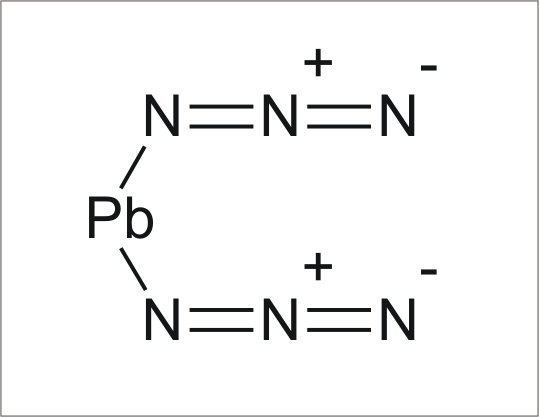 + -
N=N=N
Pb
+ -
N=N=N